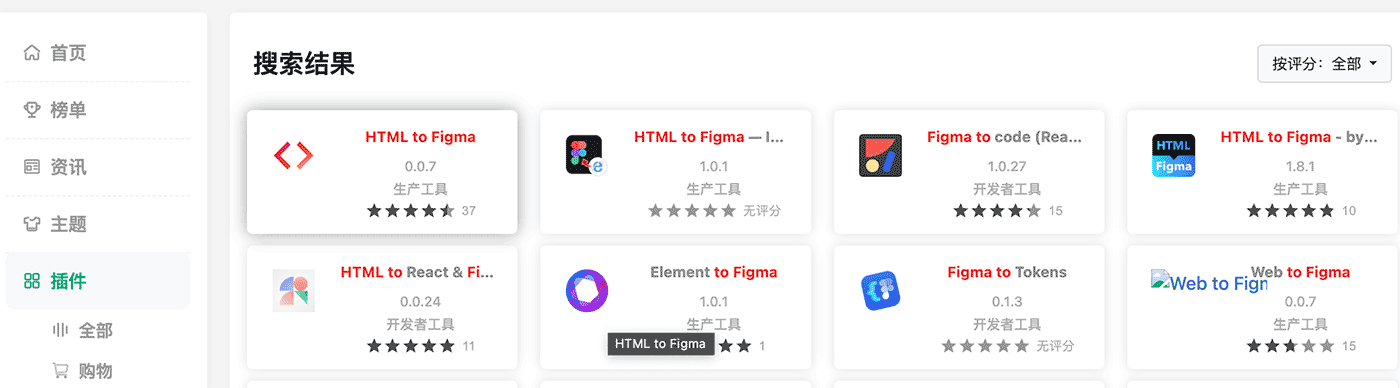 首页
榜单
资讯
主题
插件
全部
购物
搜索结果
按评分：全部
HTML to Figma
0.0.7
生产工具
37
HTML to Figma — I...
1.0.1
生产工具
无评分
Figma to code (Rea...
1.0.27
开发者工具
15
HTML Figma
HTML to Figma - by...
1.8.1
生产工具
10
HTML to React & Fi...
0.0.24
开发者工具
11
Element to Figma
1.0.1
生产工具
1
HTML to Figma
Figma to Tokens
0.1.3
开发者工具
无评分
Web to Figm
Web to Figma
0.0.7
生产工具
15